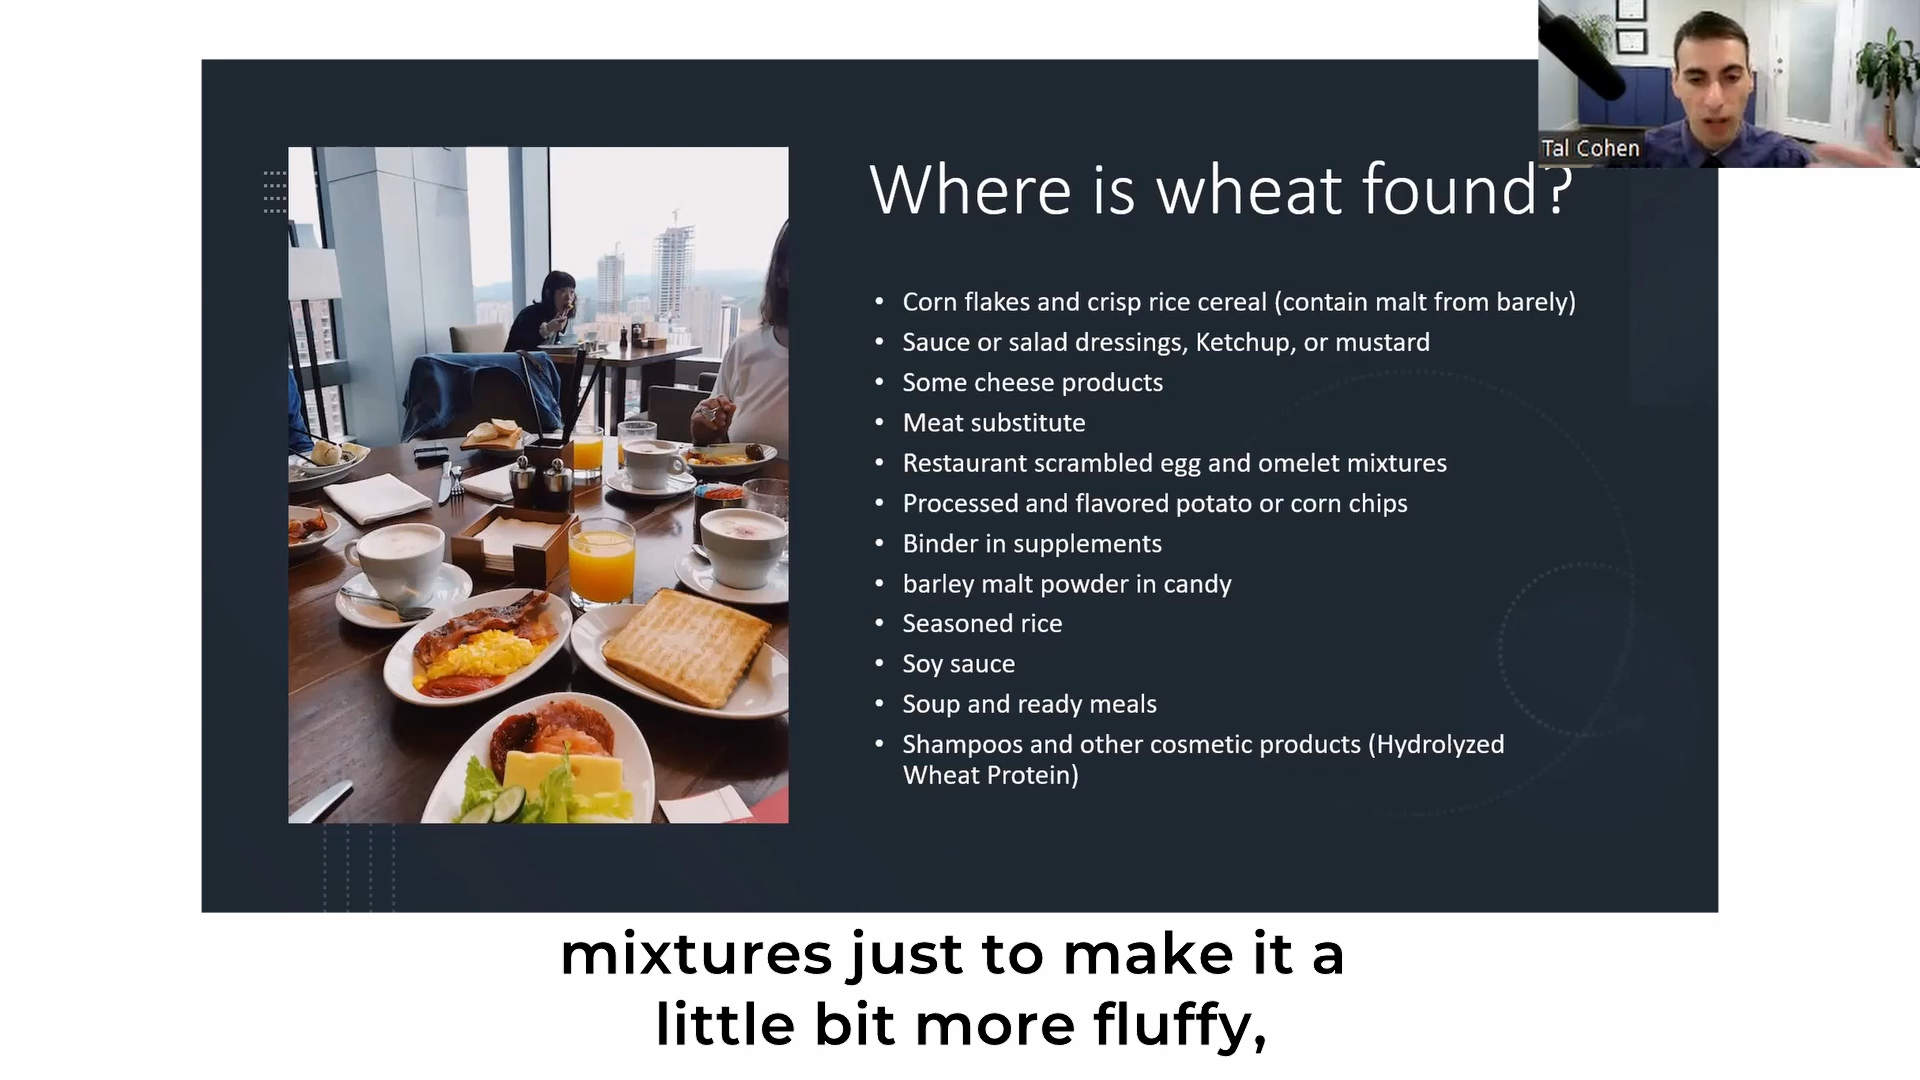 Tal Cohen
Where is wheat found?
• Corn flakes and crisp rice cereal (contain malt from barely)
• Sauce or salad dressings, Ketchup, or mustard
• Some cheese products
• Meat substitute
• Restaurant scrambled egg and omelet mixtures
• Processed and flavored potato or corn chips
• Binder in supplements
• barley malt powder in candy
• Seasoned rice
• Soy sauce
• Soup and ready meals
• Shampoos and other cosmetic products (Hydrolyzed
Wheat Protein)
mixtures just to make it a
little bit more fluffy,